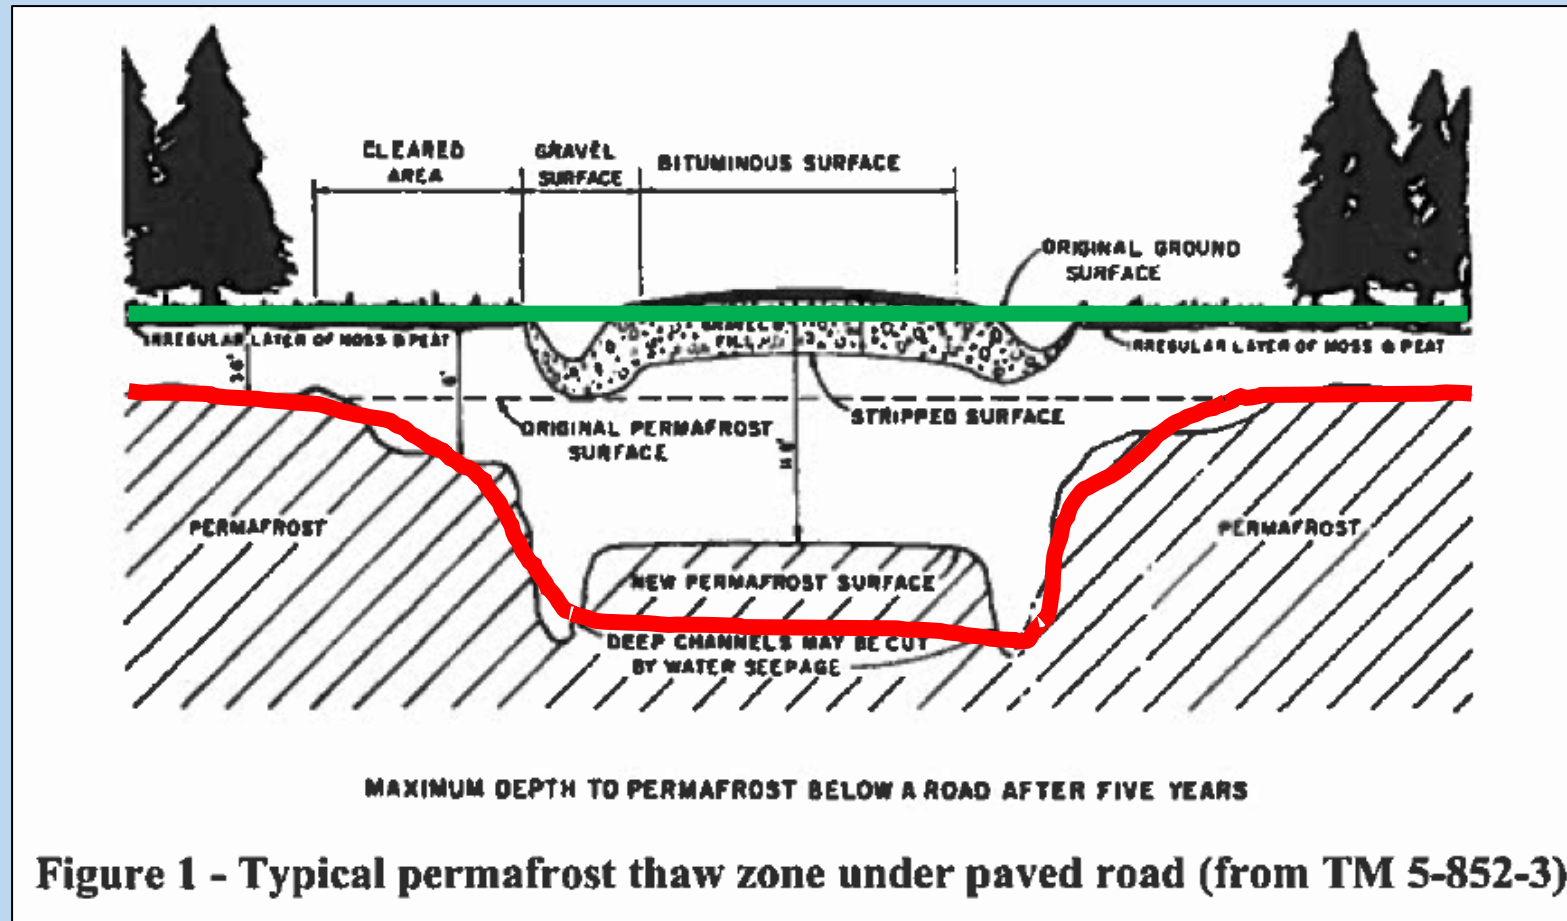 CLEARED
AREA
GRAVEL
SURFACE
BITUMINOUS SURFACE
ORIGINAL GROUND
SURFACE
IRREGULAR LAYER OF MOSS & PEAT
GRAVEL
FILL
IRREGULAR LAYER OF MOSS & PEAT
6'
ORIGINAL PERMAFROST
SURFACE
STRIPPED SURFACE
PERMAFROST
PERMAFROST
NEW PERMAFROST SURFACE
DEEP CHANNELS MAY BE CUT
BY WATER SEEPAGE
MAXIMUM DEPTH TO PERMAFROST BELOW A ROAD AFTER FIVE YEARS
Figure 1 - Typical permafrost thaw zone under paved road (from TM 5-852-3)